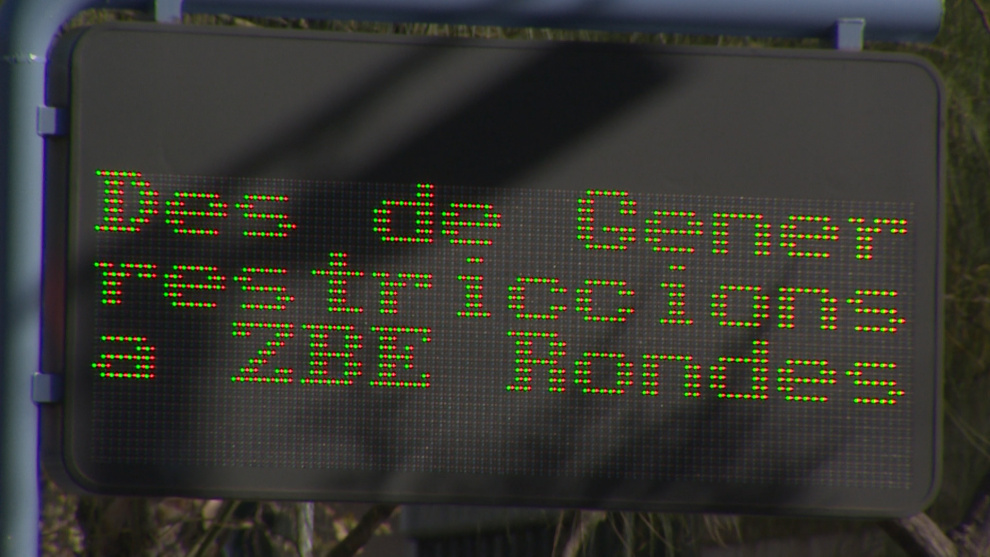 Des de Gener
restriccions
a ZBE Rondes